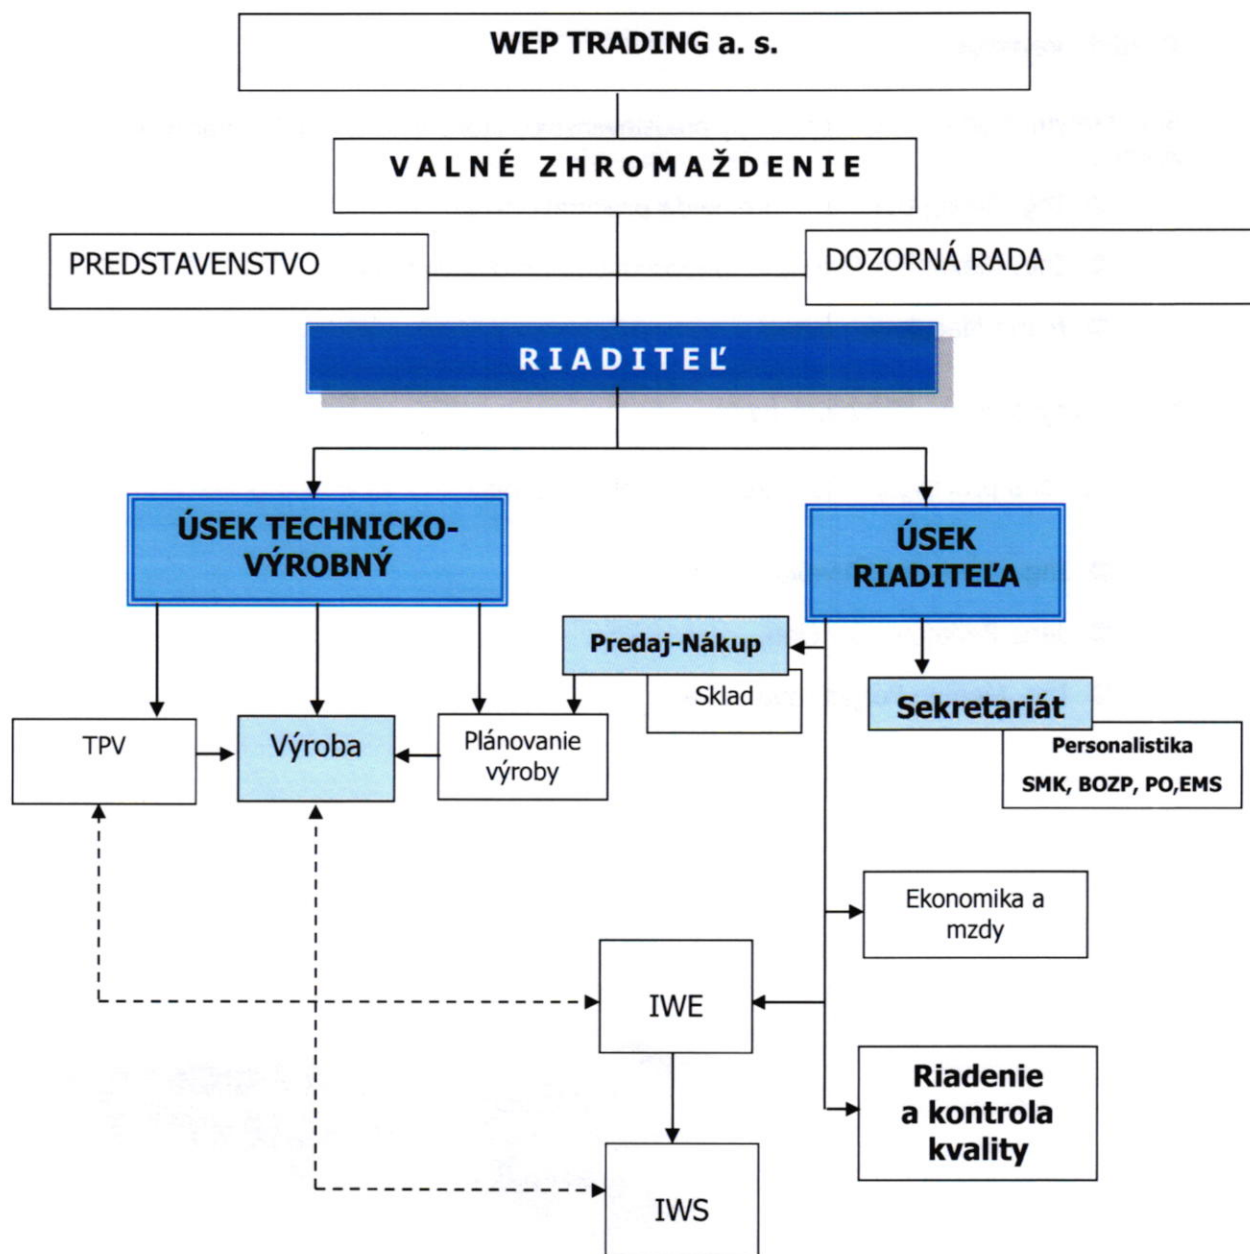 WEP TRADING a. s.
VALNÉ ZHROMAŽDENIE
PREDSTAVENSTVO
DOZORNÁ RADA
RIADITEĽ
ÚSEK TECHNICKO-
VÝROBNÝ
ÚSEK
RIADITEĽA
Predaj-Nákup
Sklad
Sekretariát
Personalistika
SMK, BOZP, PO,EMS
TPV
Výroba
Plánovanie
výroby
Ekonomika a
mzdy
IWE
Riadenie
a kontrola
kvality
IWS